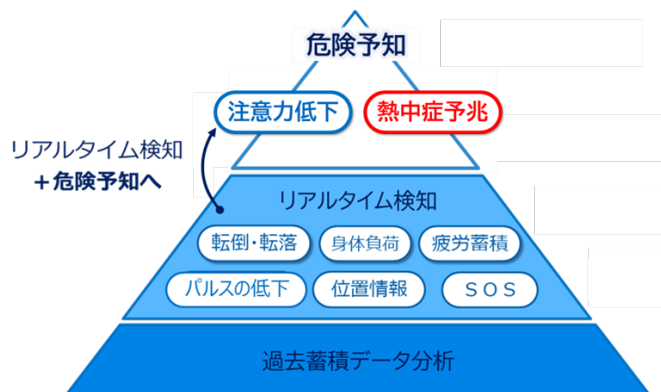 危険予知
注意力低下
熱中症予兆
リアルタイム検知
＋危険予知へ
リアルタイム検知
転倒・転落
身体負荷
疲労蓄積
パルスの低下
位置情報
ＳＯＳ
過去蓄積データ分析